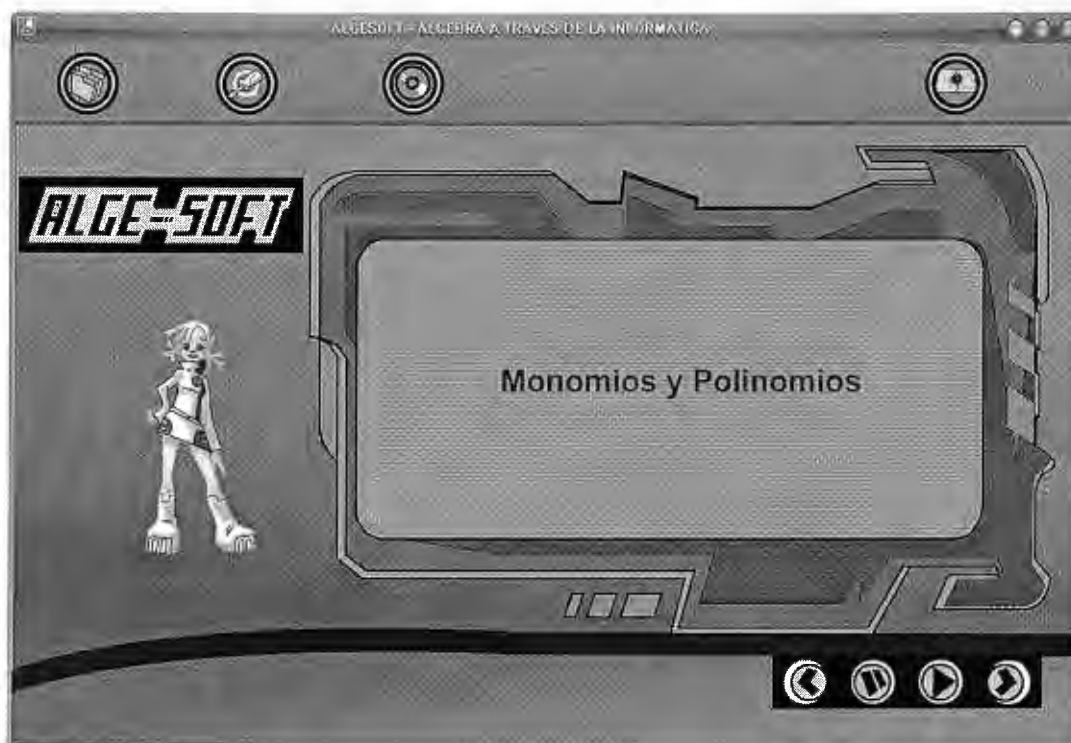 ALGESOFT - ALGEBRA A TRAVES DE LA INFORMATICA
ALGE-SOFT
Monomios y Polinomios